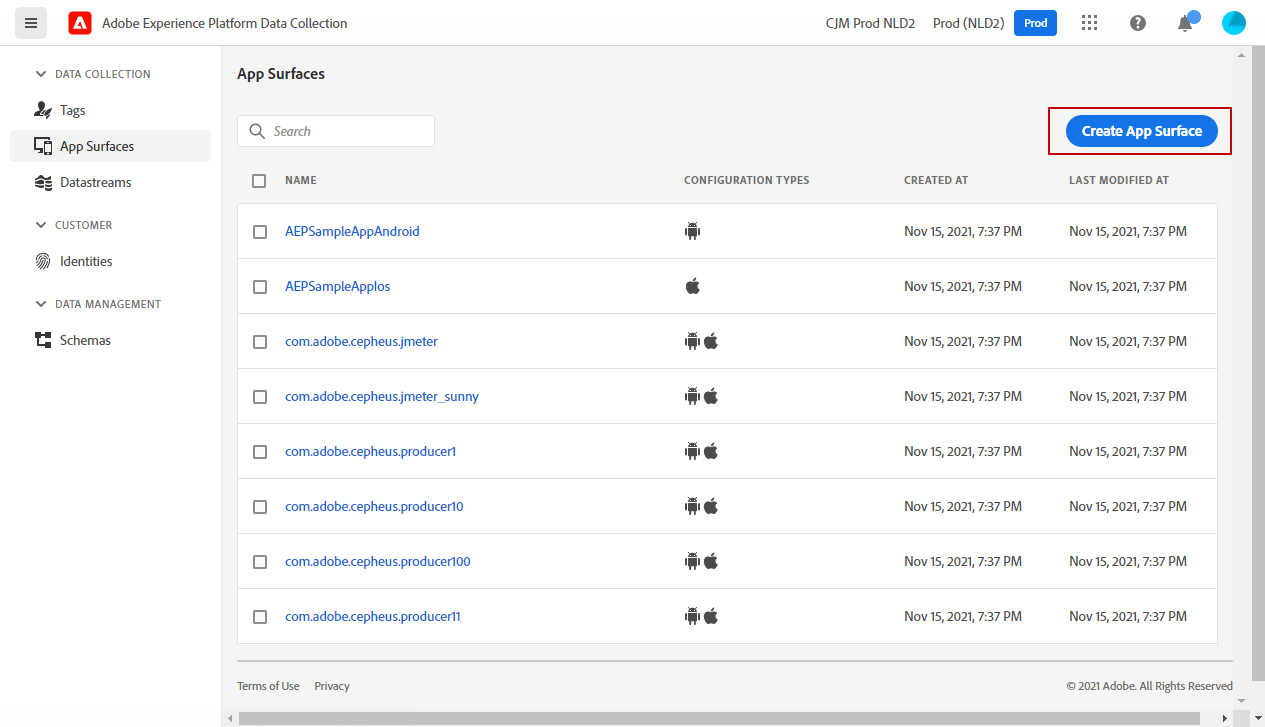 Adobe Experience Platform Data Collection
CJM Prod NLD2 Prod (NLD2) Prod
DATA COLLECTION
Tags
App Surfaces
Datastreams
CUSTOMER
Identities
DATA MANAGEMENT
Schemas
App Surfaces
Search
Create App Surface
NAME CONFIGURATION TYPES CREATED AT LAST MODIFIED AT
AEPSampleAppAndroid Nov 15, 2021, 7:37 PM Nov 15, 2021, 7:37 PM
AEPSampleAppIos Nov 15, 2021, 7:37 PM Nov 15, 2021, 7:37 PM
com.adobe.cepheus.jmeter Nov 15, 2021, 7:37 PM Nov 15, 2021, 7:37 PM
com.adobe.cepheus.jmeter_sunny Nov 15, 2021, 7:37 PM Nov 15, 2021, 7:37 PM
com.adobe.cepheus.producer1 Nov 15, 2021, 7:37 PM Nov 15, 2021, 7:37 PM
com.adobe.cepheus.producer10 Nov 15, 2021, 7:37 PM Nov 15, 2021, 7:37 PM
com.adobe.cepheus.producer100 Nov 15, 2021, 7:37 PM Nov 15, 2021, 7:37 PM
com.adobe.cepheus.producer11 Nov 15, 2021, 7:37 PM Nov 15, 2021, 7:37 PM
Terms of Use Privacy © 2021 Adobe. All Rights Reserved